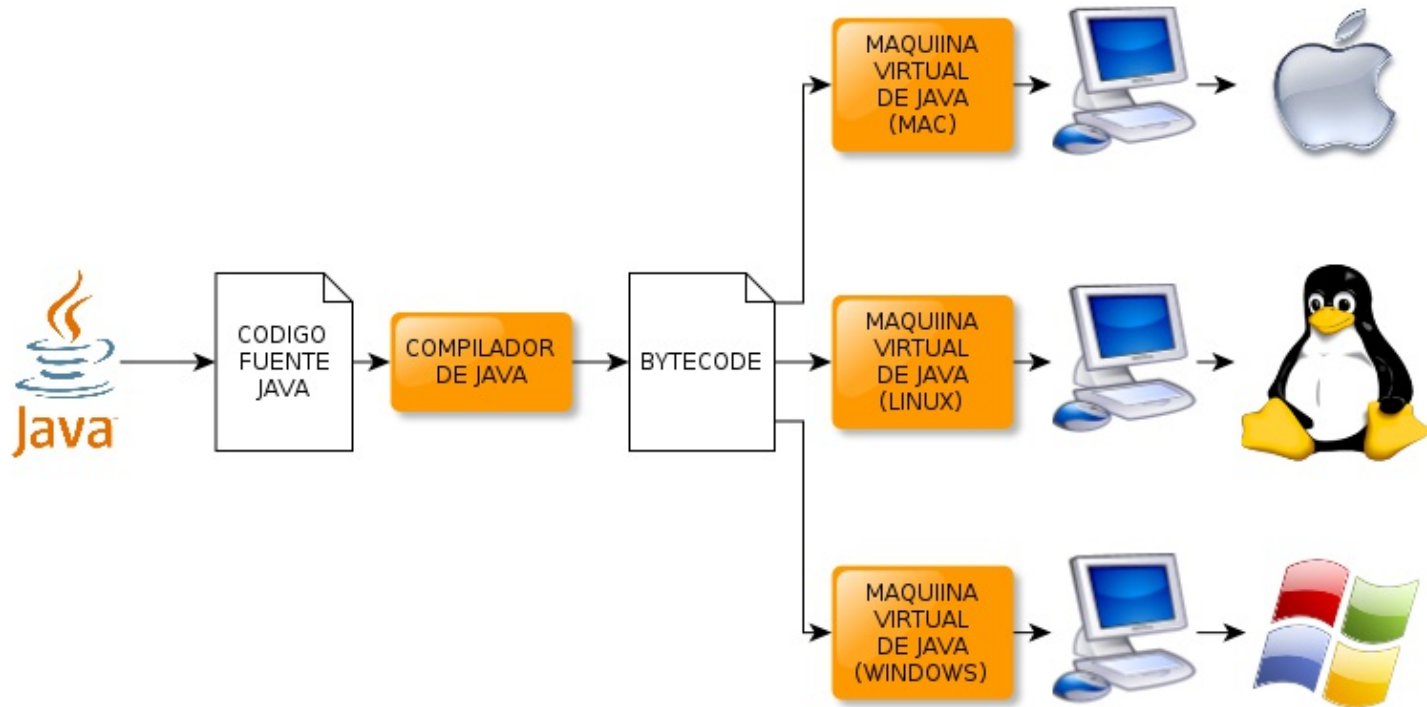 Java
CODIGO
FUENTE
JAVA
COMPILADOR
DE JAVA
BYTECODE
MAQUIINA
VIRTUAL
DE JAVA
(MAC)
MAQUIINA
VIRTUAL
DE JAVA
(LINUX)
MAQUIINA
VIRTUAL
DE JAVA
(WINDOWS)